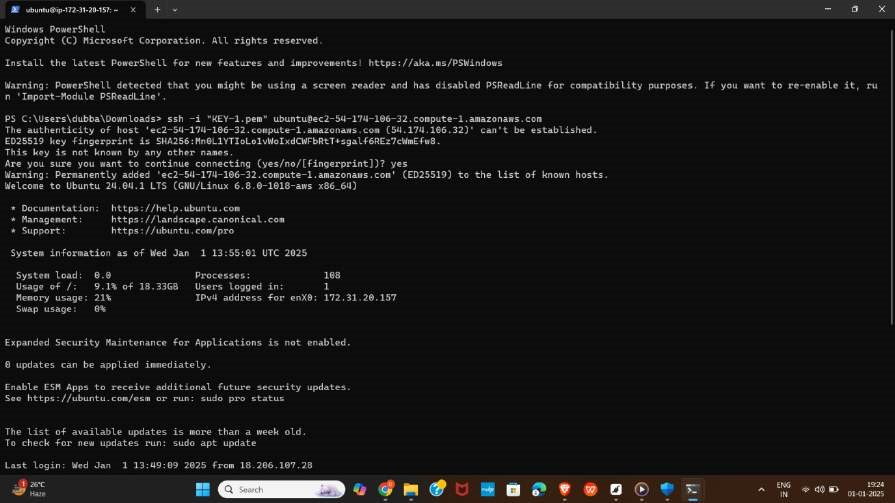 ubuntu@ip-172-31-20-157: ~
Windows PowerShell
Copyright (C) Microsoft Corporation. All rights reserved.
Install the latest PowerShell for new features and improvements! https://aka.ms/PSWindows
Warning: PowerShell detected that you might be using a screen reader and has disabled PSReadLine for compatibility purposes. If you want to re-enable it, ru
n 'Import-Module PSReadLine'.
PS C:\Users\dubba\Downloads> ssh -i "KEY-1.pem" ubuntu@ec2-54-174-106-32.compute-1.amazonaws.com
The authenticity of host 'ec2-54-174-106-32.compute-1.amazonaws.com (54.174.106.32)' can't be established.
ED25519 key fingerprint is SHA256:Mn0L1YTIoLo1vWoIxdCWFbRtT+sgalf6REz7cWmEfw8.
This key is not known by any other names.
Are you sure you want to continue connecting (yes/no/[fingerprint])? yes
Warning: Permanently added 'ec2-54-174-106-32.compute-1.amazonaws.com' (ED25519) to the list of known hosts.
Welcome to Ubuntu 24.04.1 LTS (GNU/Linux 6.8.0-1018-aws x86_64)
* Documentation: https://help.ubuntu.com
* Management: https://landscape.canonical.com
* Support: https://ubuntu.com/pro
System information as of Wed Jan 1 13:55:01 UTC 2025
System load: 0.0 Processes: 108
Usage of /: 9.1% of 18.33GB Users logged in: 1
Memory usage: 21% IPv4 address for enX0: 172.31.20.157
Swap usage: 0%
Expanded Security Maintenance for Applications is not enabled.
0 updates can be applied immediately.
Enable ESM Apps to receive additional future security updates.
See https://ubuntu.com/esm or run: sudo pro status
The list of available updates is more than a week old.
To check for new updates run: sudo apt update
Last login: Wed Jan 1 13:49:09 2025 from 18.206.107.28
26°C
Haze
Search
ENG
IN
19:24
01-01-2025